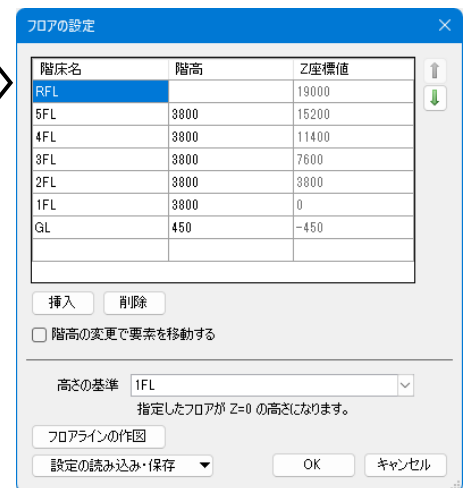 フロアの設定
階床名 階高 Z座標値
RFL 19000
5FL 3800 15200
4FL 3800 11400
3FL 3800 7600
2FL 3800 3800
1FL 3800 0
GL 450 -450
挿入 削除
階高の変更で要素を移動する
高さの基準 1FL
指定したフロアが Z=0 の高さになります。
フロアラインの作図
設定の読み込み・保存 OK キャンセル